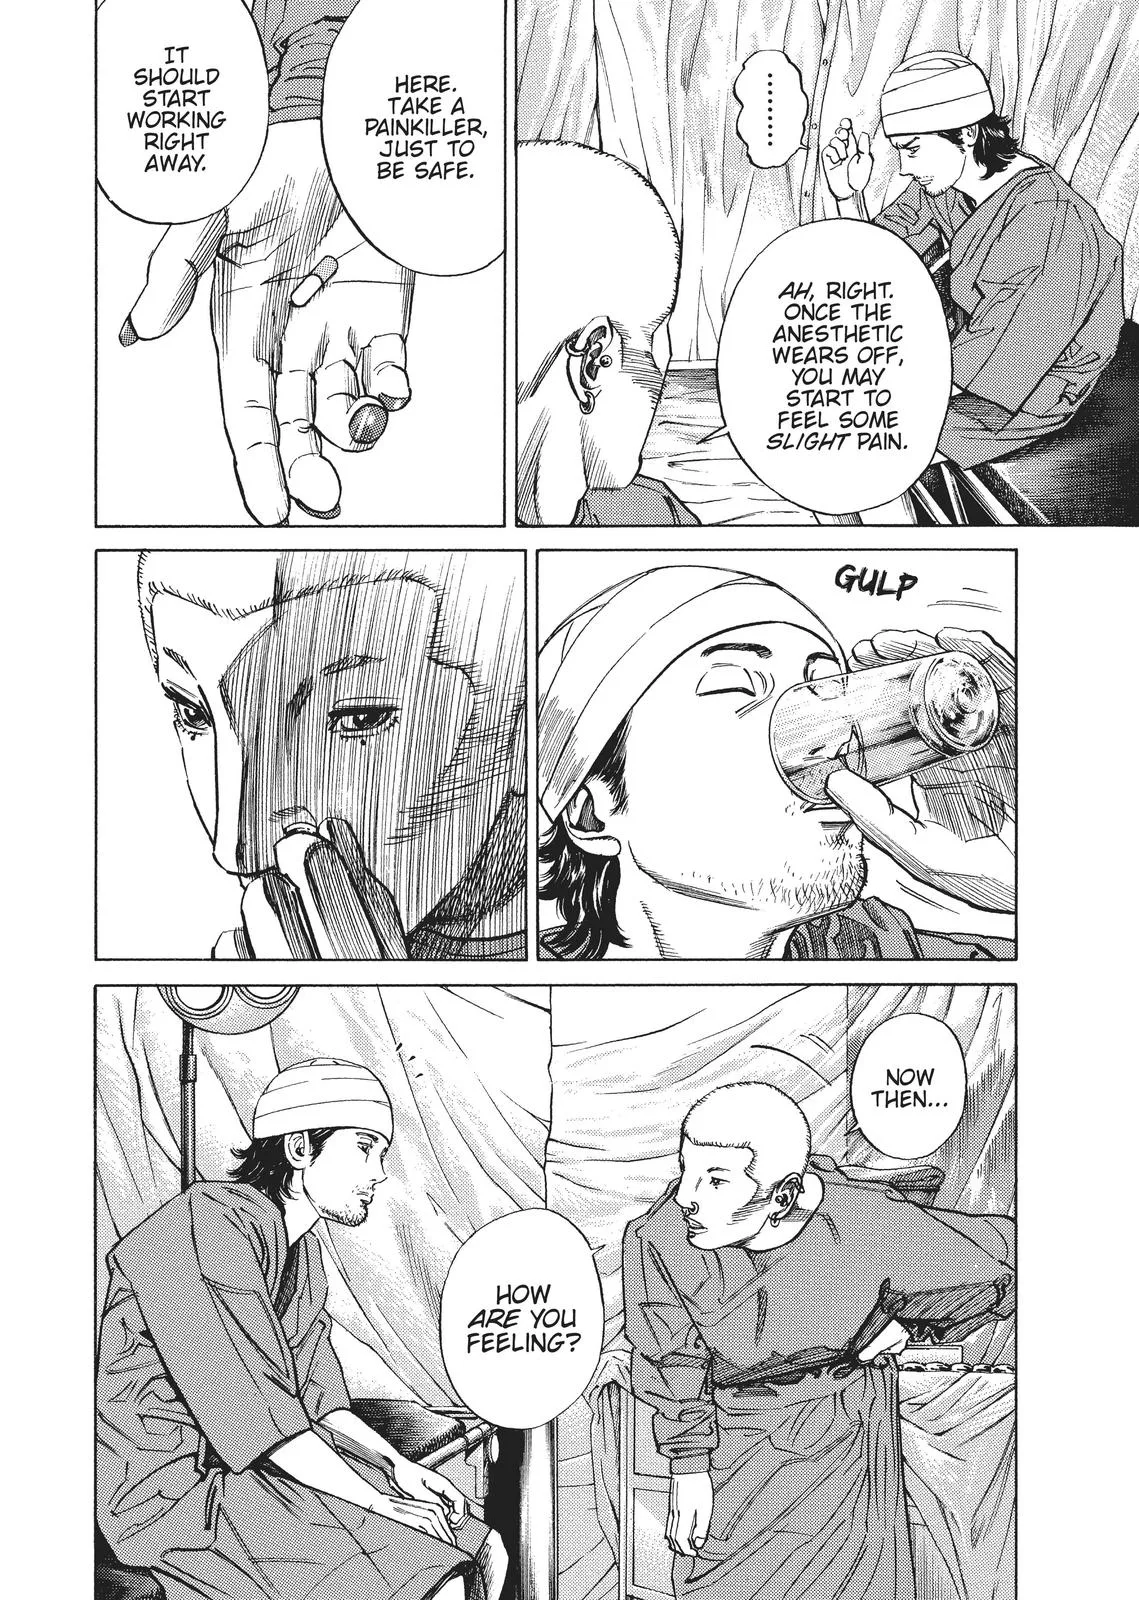 .........
AH, RIGHT.
ONCE THE
ANESTHETIC
WEARS OFF,
YOU MAY
START TO
FEEL SOME
SLIGHT PAIN.
HERE.
TAKE A
PAINKILLER,
JUST TO
BE SAFE.
IT
SHOULD
START
WORKING
RIGHT
AWAY.
GULP
NOW
THEN...
HOW
ARE YOU
FEELING?